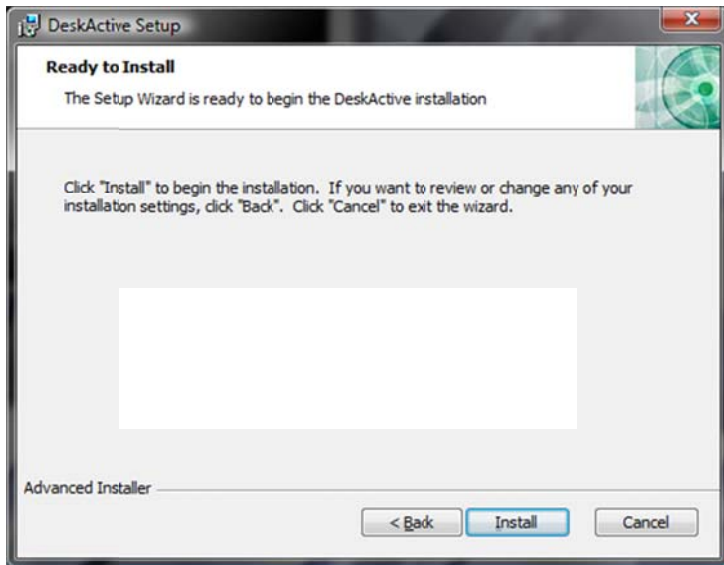 DeskActive Setup
Ready to Install
The Setup Wizard is ready to begin the DeskActive installation
Click "Install" to begin the installation. If you want to review or change any of your
installation settings, click "Back". Click "Cancel" to exit the wizard.
Advanced Installer
< Back Install Cancel